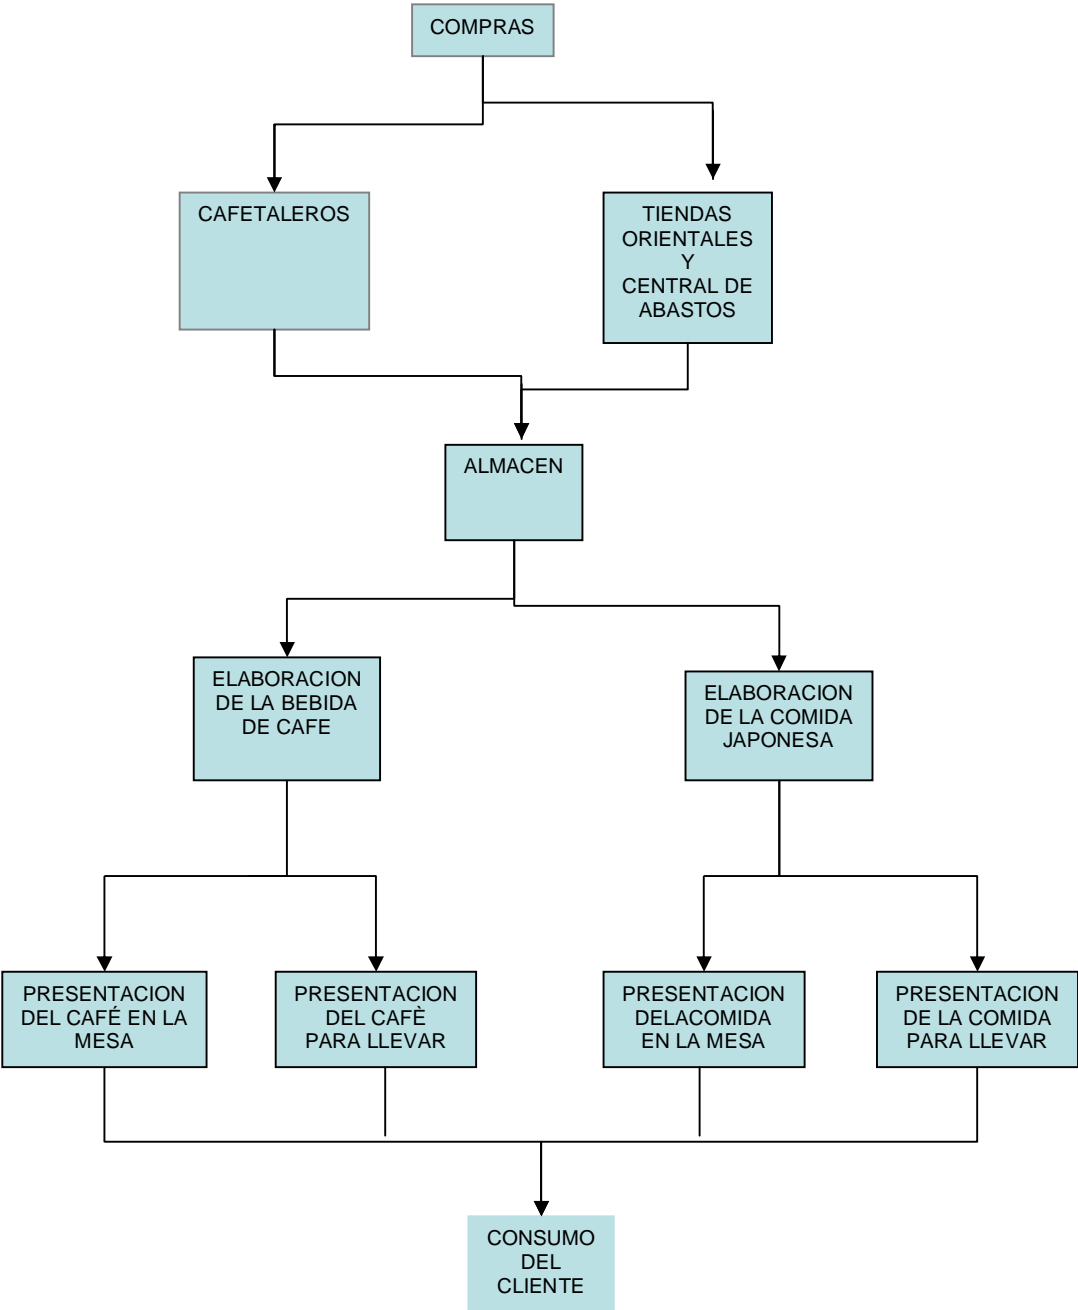 COMPRAS
CAFETALEROS
TIENDAS
ORIENTALES
Y
CENTRAL DE
ABASTOS
ALMACEN
ELABORACION
DE LA BEBIDA
DE CAFE
ELABORACION
DE LA COMIDA
JAPONESA
PRESENTACION
DEL CAFÉ EN LA
MESA
PRESENTACION
DEL CAFÈ
PARA LLEVAR
PRESENTACION
DELACOMIDA
EN LA MESA
PRESENTACION
DE LA COMIDA
PARA LLEVAR
CONSUMO
DEL
CLIENTE